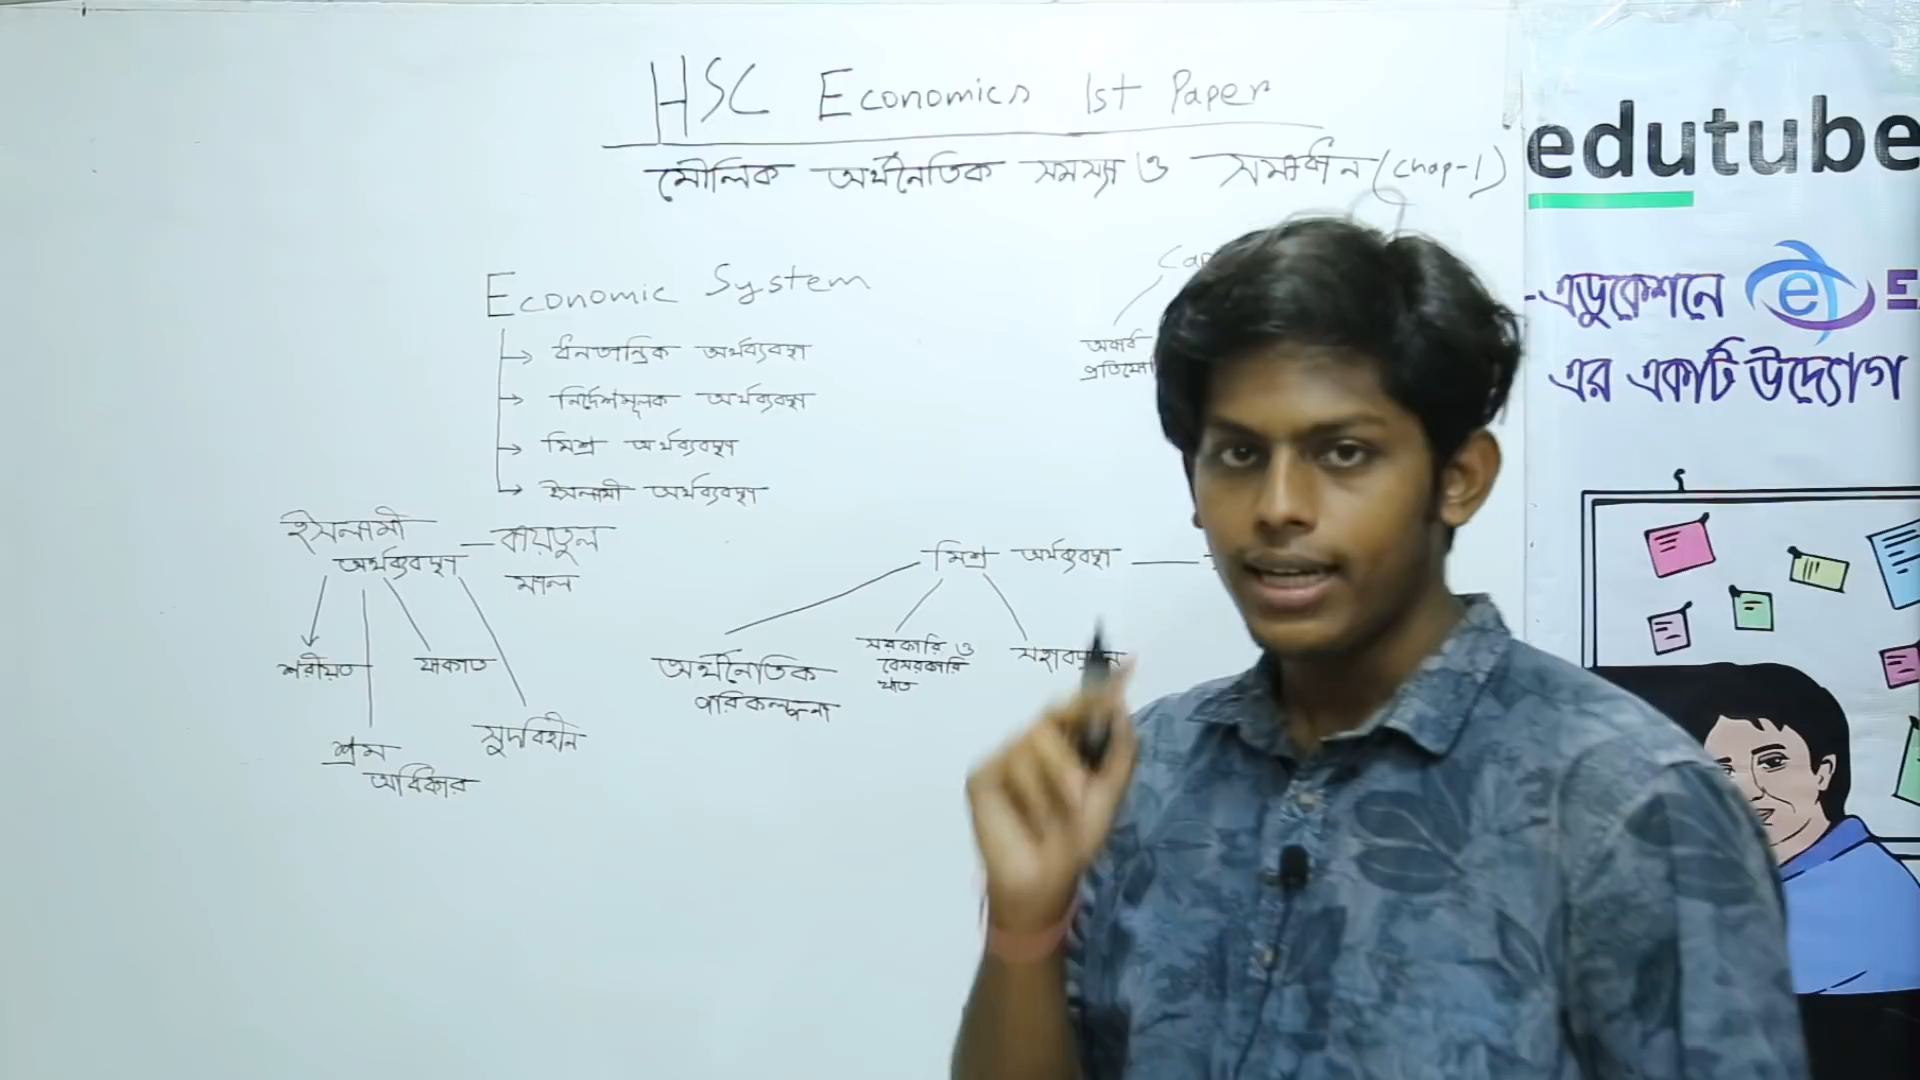 HSC Economics 1st Paper
মৌলিক অর্থনৈতিক সমস্যা ও সমাধান (Chap-1)
Economic System
ধনতান্ত্রিক অর্থব্যবস্থা
নির্দেশমূলক অর্থব্যবস্থা
মিশ্র অর্থব্যবস্থা
ইসলামী অর্থব্যবস্থা
ইসলামী
অর্থব্যবস্থা
বায়তুল
মাল
শরীয়ত
যাকাত
শ্রম
অধিকার
সুদবিহীন
মিশ্র অর্থব্যবস্থা
অর্থনৈতিক
পরিকল্পনা
সরকারি ও
বেসরকারি
খাত
Cap
অবাধ
edutube
-এডুকেশনে
এর একটি উদ্যোগ